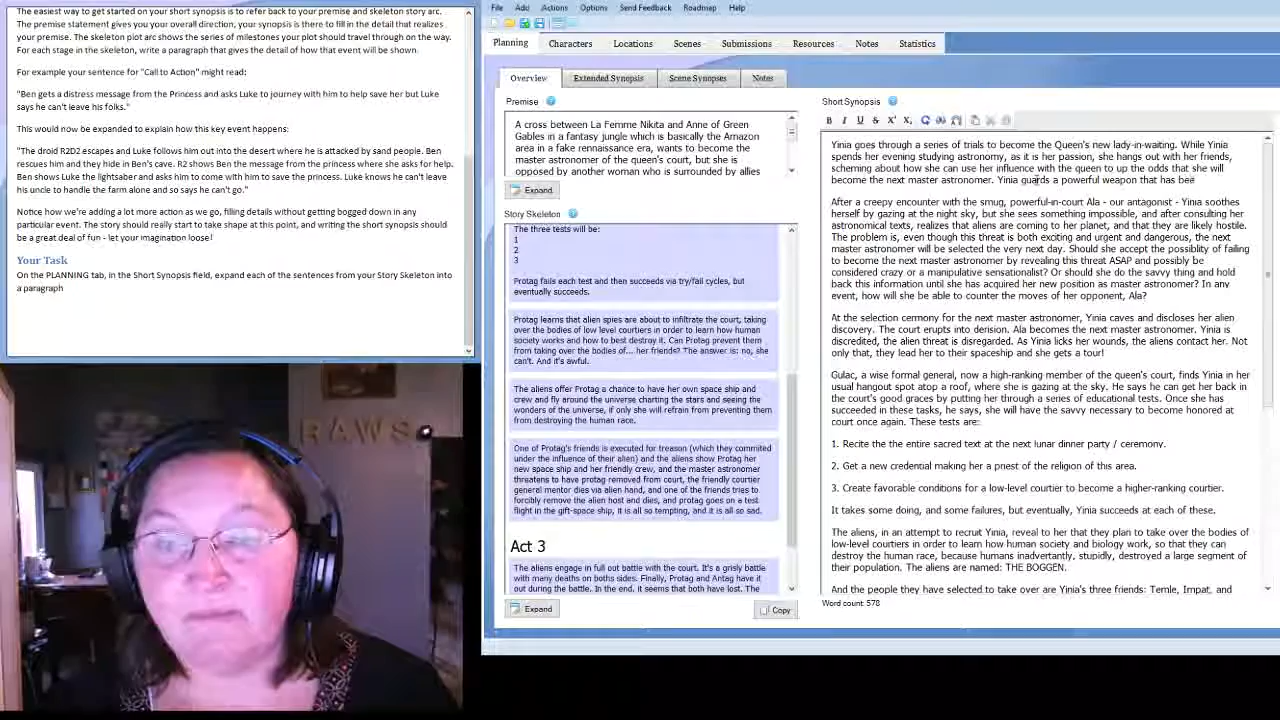 The easiest way to get started on your short synopsis is to refer back to your premise and skeleton story arc.
The premise statement gives you your overall direction, your synopsis is there to fill in the detail that realizes
your premise. The skeleton plot arc shows the series of milestones your plot should travel through on the way.
For each stage in the skeleton, write a paragraph that gives the detail of how that event will be shown.
For example your sentence for "Call to Action" might read:
"Ben gets a distress message from the Princess and asks Luke to journey with him to help save her but Luke
says he can't leave his folks."
This would now be expanded to explain how this key event happens:
"The droid R2D2 escapes and Luke follows him out into the desert where he is attacked by sand people. Ben
rescues him and they hide in Ben's cave. R2 shows Ben the message from the princess where she asks for help.
Ben shows Luke the lightsaber and asks him to come with him to save the princess. Luke knows he can't leave
his uncle to handle the farm alone and so says he can't go."
Notice how we're adding a lot more action as we go, filling details without getting bogged down in any
particular event. The story should really start to take shape at this point, and writing the short synopsis should
be a great deal of fun - let your imagination loose!
Your Task
On the PLANNING tab, in the Short Synopsis field, expand each of the sentences from your Story Skeleton into
a paragraph
RAWS
File Add Actions Options Send Feedback Roadmap Help
Planning Characters Locations Scenes Submissions Resources Notes Statistics
Overview Extended Synopsis Scene Synopses Notes
Premise
A cross between La Femme Nikita and Anne of Green
Gables in a fantasy jungle which is basically the Amazon
area in a fake renaissance era, wants to become the
master astronomer of the queen's court, but she is
opposed by another woman who is surrounded by allies
Expand
Story Skeleton
The three tests will be:
1
2
3
Protag fails each test and then succeeds via try/fail cycles, but
eventually succeeds.
Protag learns that alien spies are about to infiltrate the court, taking
over the bodies of low level courtiers in order to learn how human
society works and how to best destroy it. Can Protag prevent them
from taking over the bodies of... her friends? The answer is: no, she
can't. And it's awful.
The aliens offer Protag a chance to have her own space ship and
crew and fly around the universe charting the stars and seeing the
wonders of the universe, if only she will refrain from preventing them
from destroying the human race.
One of Protag's friends is executed for treason (which they commited
under the influence of their alien) and the aliens show Protag her
new space ship and her friendly crew, and the master astronomer
threatens to have protag removed from court, the friendly courtier
general mentor dies via alien hand, and one of the friends tries to
forcibly remove the alien host and dies, and protag goes on a test
flight in the gift-space ship, it is all so tempting, and it is all so sad.
Act 3
The aliens engage in full out battle with the court. It's a grisly battle
with many deaths on boths sides. Finally, Protag and Antag have it
out during the battle. In the end, it seems that both have lost. The
Expand
Copy
Short Synopsis
B I U S X² X₂
Yinia goes through a series of trials to become the Queen's new lady-in-waiting. While Yinia
spends her evening studying astronomy, as it is her passion, she hangs out with her friends,
scheming about how she can use her influence with the queen to up the odds that she will
become the next master astronomer. Yinia guards a powerful weapon that has bee
After a creepy encounter with the smug, powerful-in-court Ala - our antagonist - Yinia soothes
herself by gazing at the night sky, but she sees something impossible, and after consulting her
astronomical texts, realizes that aliens are coming to her planet, and that they are likely hostile.
The problem is, even though this threat is both exciting and urgent and dangerous, the next
master astronomer will be selected the very next day. Should she accept the possiblity of failing
to become the next master astronomer by revealing this threat ASAP and possibly be
considered crazy or a manipulative sensationalist? Or should she do the savvy thing and hold
back this information until she has acquired her new position as master astronomer? In any
event, how will she be able to counter the moves of her opponent, Ala?
At the selection cermony for the next master astronomer, Yinia caves and discloses her alien
discovery. The court erupts into derision. Ala becomes the next master astronomer. Yinia is
discredited, the alien threat is disregarded. As Yinia licks her wounds, the aliens contact her. Not
only that, they lead her to their spaceship and she gets a tour!
Gulac, a wise formal general, now a high-ranking member of the queen's court, finds Yinia in her
usual hangout spot atop a roof, where she is gazing at the sky. He says he can get her back in
the court's good graces by putting her through a series of educational tests. Once she has
succeeded in these tasks, he says, she will have the savvy necessary to become honored at
court once again. These tests are:
1. Recite the the entire sacred text at the next lunar dinner party / ceremony.
2. Get a new credential making her a priest of the religion of this area.
3. Create favorable conditions for a low-level courtier to become a higher-ranking courtier.
It takes some doing, and some failures, but eventually, Yinia succeeds at each of these.
The aliens, in an attempt to recruit Yinia, reveal to her that they plan to take over the bodies of
low-level courtiers in order to learn how human society and biology work, so that they can
destroy the human race, because humans inadvertantly, stupidly, destroyed a large segment of
their population. The aliens are named: THE BOGGEN.
And the people they have selected to take over are Yinia's three friends: Temle, Impat, and
Word count: 578